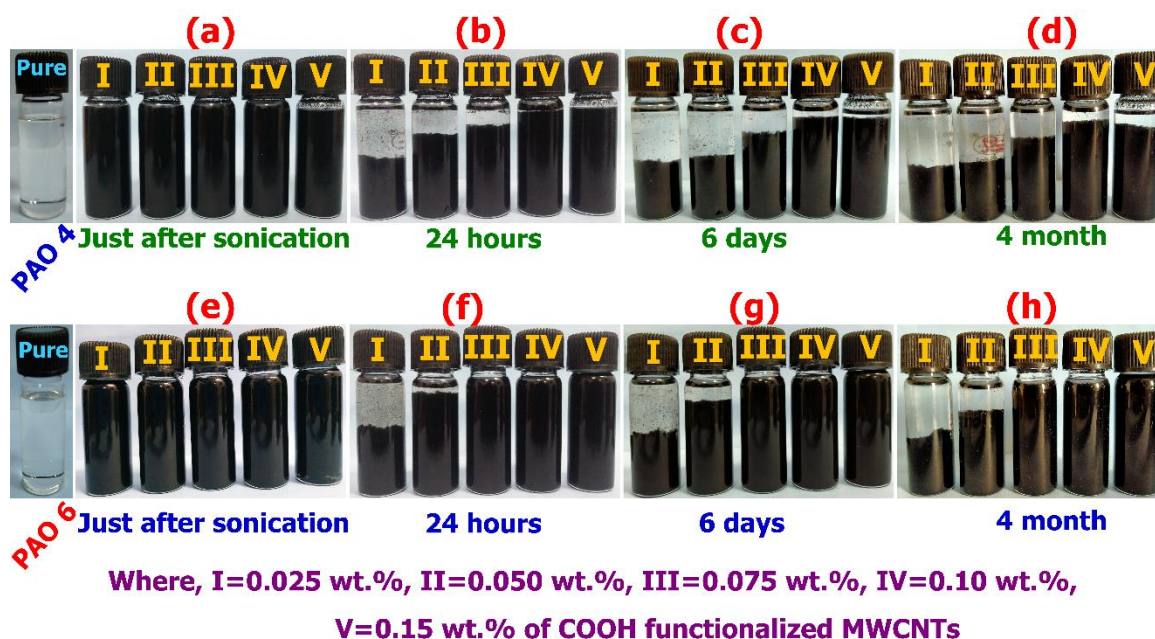 (a) (b) (c) (d)
Pure I II III IV V I II III IV V I II III IV V I II III IV V
PAO 4
Just after sonication 24 hours 6 days 4 month
(e) (f) (g) (h)
Pure I II III IV V I II III IV V I II III IV V I II III IV V
PAO 6
Just after sonication 24 hours 6 days 4 month
Where, I=0.025 wt.%, II=0.050 wt.%, III=0.075 wt.%, IV=0.10 wt.%,
V=0.15 wt.% of COOH functionalized MWCNTs